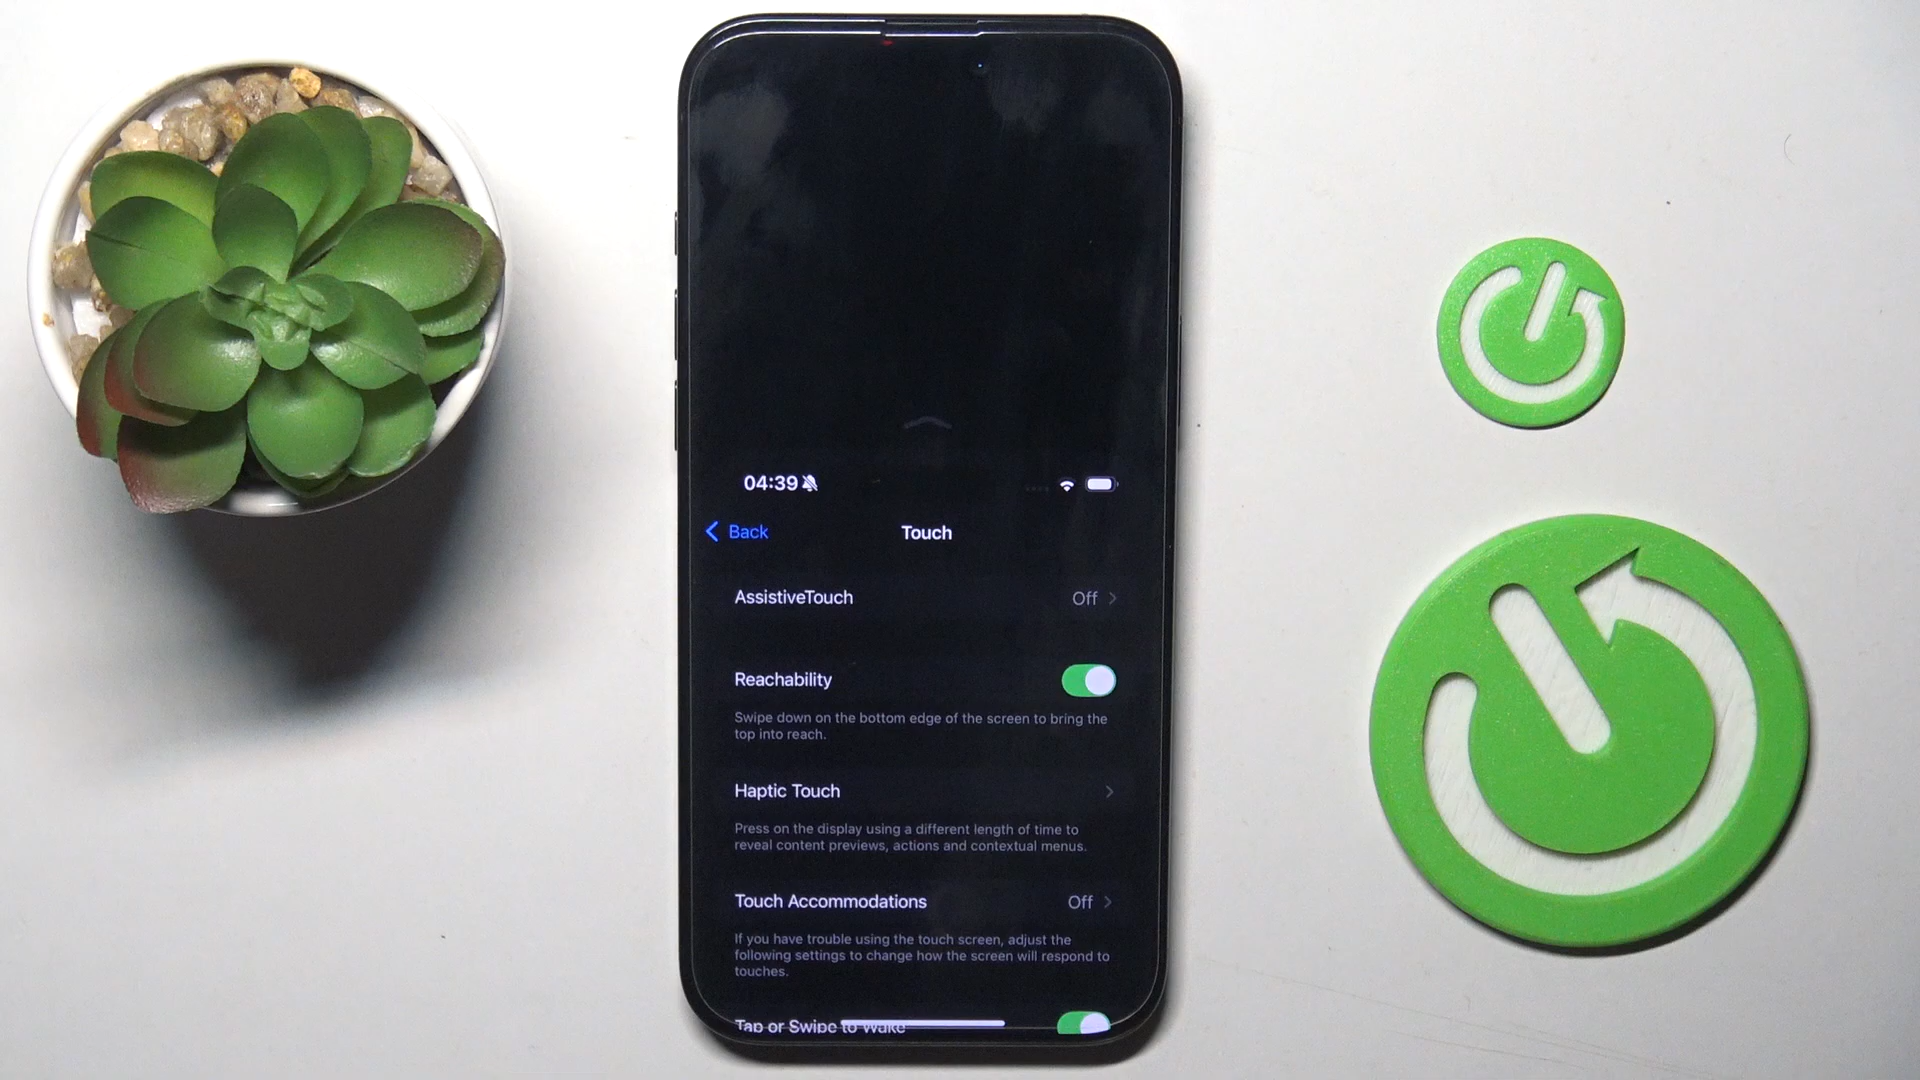 04:39
Back
Touch
AssistiveTouch Off
Reachability
Swipe down on the bottom edge of the screen to bring the
top into reach.
Haptic Touch
Press on the display using a different length of time to
reveal content previews, actions and contextual menus.
Touch Accommodations Off
If you have trouble using the touch screen, adjust the
following settings to change how the screen will respond to
touches.
Tap or Swipe to Wake